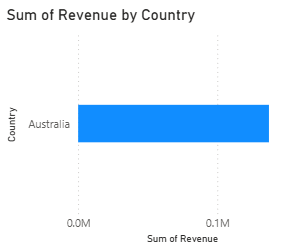 Sum of Revenue by Country
Country
Australia
0.0M
0.1M
Sum of Revenue